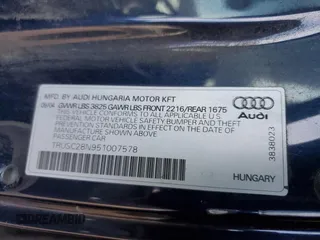 MFD. BY AUDI HUNGARIA MOTOR KFT
GVWR LBS 3825 GAWR LBS FRONT 2216/REAR 1675
THIS VEHICLE CONFORMS TO ALL APPLICABLE
FEDERAL MOTOR VEHICLE SAFETY BUMPER AND THEFT
PREVENTION STANDARDS IN EFFECT ON THE DATE OF
MANUFACTURE SHOWN ABOVE
PASSENGER CAR
TRUSC28N951007578
Audi
3838023
HUNGARY